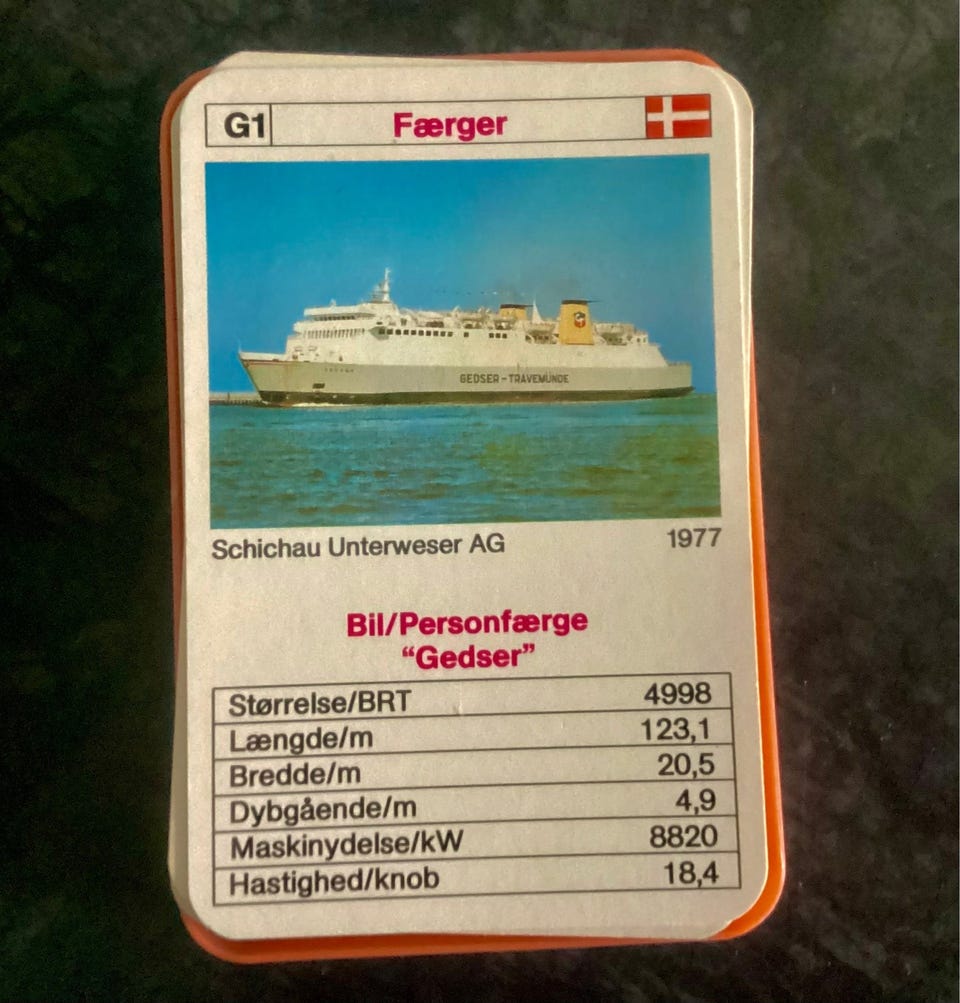 G1 Færger
GEDSER - TRAVEMÜNDE
Schichau Unterweser AG 1977
Bil/Personfærge
“Gedser”
Størrelse/BRT 4998
Længde/m 123,1
Bredde/m 20,5
Dybgående/m 4,9
Maskinydelse/kW 8820
Hastighed/knob 18,4